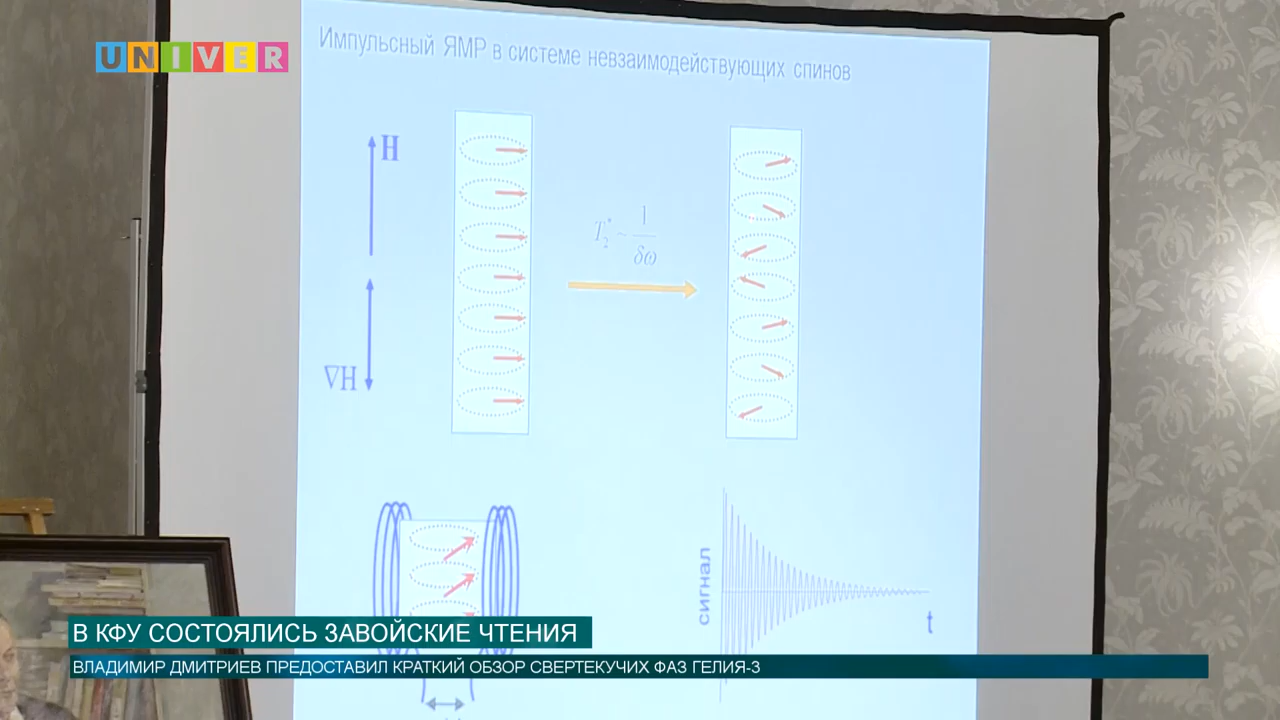 UNIVER
Импульсный ЯМР в системе невзаимодействующих спинов
H
T₂* ~ 1/δω
∇H
сигнал
t
В КФУ СОСТОЯЛИСЬ ЗАВОЙСКИЕ ЧТЕНИЯ
ВЛАДИМИР ДМИТРИЕВ ПРЕДОСТАВИЛ КРАТКИЙ ОБЗОР СВЕРТЕКУЧИХ ФАЗ ГЕЛИЯ-3